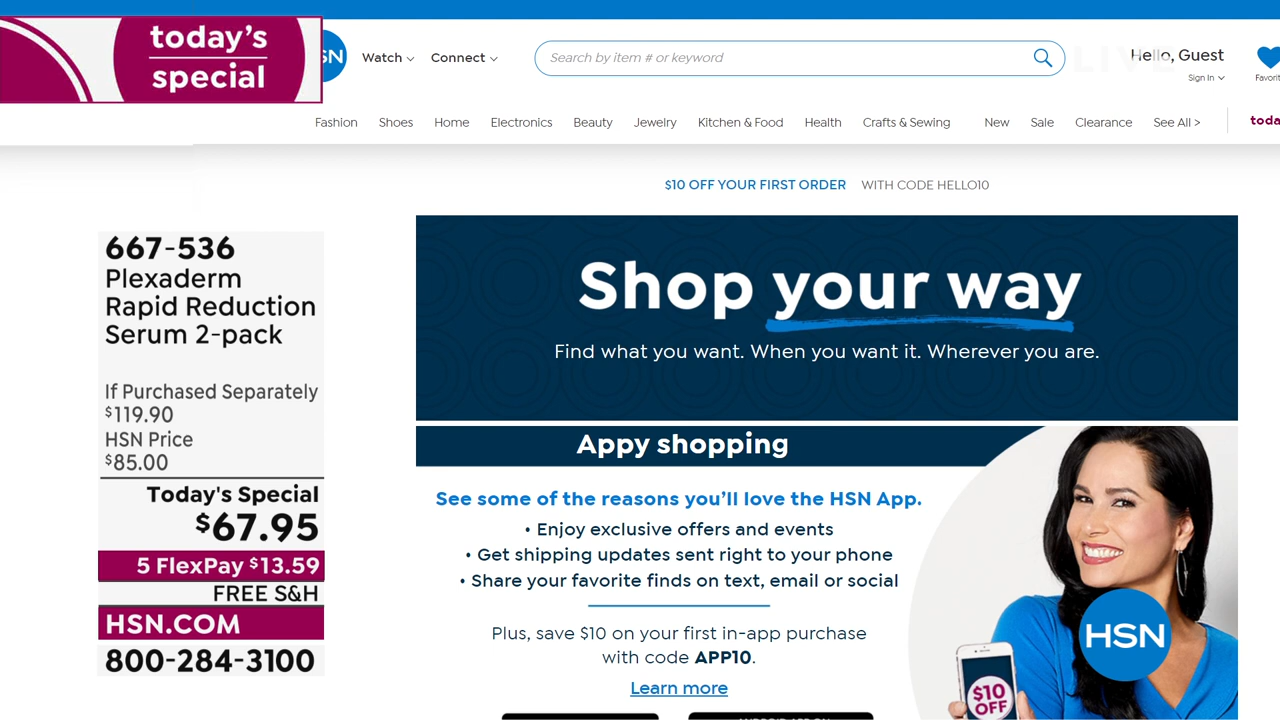 today's
special
SN
Watch
Connect
Search by item # or keyword
LIVE
Hello, Guest
Sign In
Favorit
Fashion
Shoes
Home
Electronics
Beauty
Jewelry
Kitchen & Food
Health
Crafts & Sewing
New
Sale
Clearance
See All >
toda
$10 OFF YOUR FIRST ORDER
WITH CODE HELLO10
667-536
Plexaderm
Rapid Reduction
Serum 2-pack
If Purchased Separately
$119.90
HSN Price
$85.00
Today's Special
$67.95
5 FlexPay $13.59
FREE S&H
HSN.COM
800-284-3100
Shop your way
Find what you want. When you want it. Wherever you are.
Appy shopping
See some of the reasons you'll love the HSN App.
• Enjoy exclusive offers and events
• Get shipping updates sent right to your phone
• Share your favorite finds on text, email or social
Plus, save $10 on your first in-app purchase
with code APP10.
Learn more
HSN
$10
OFF